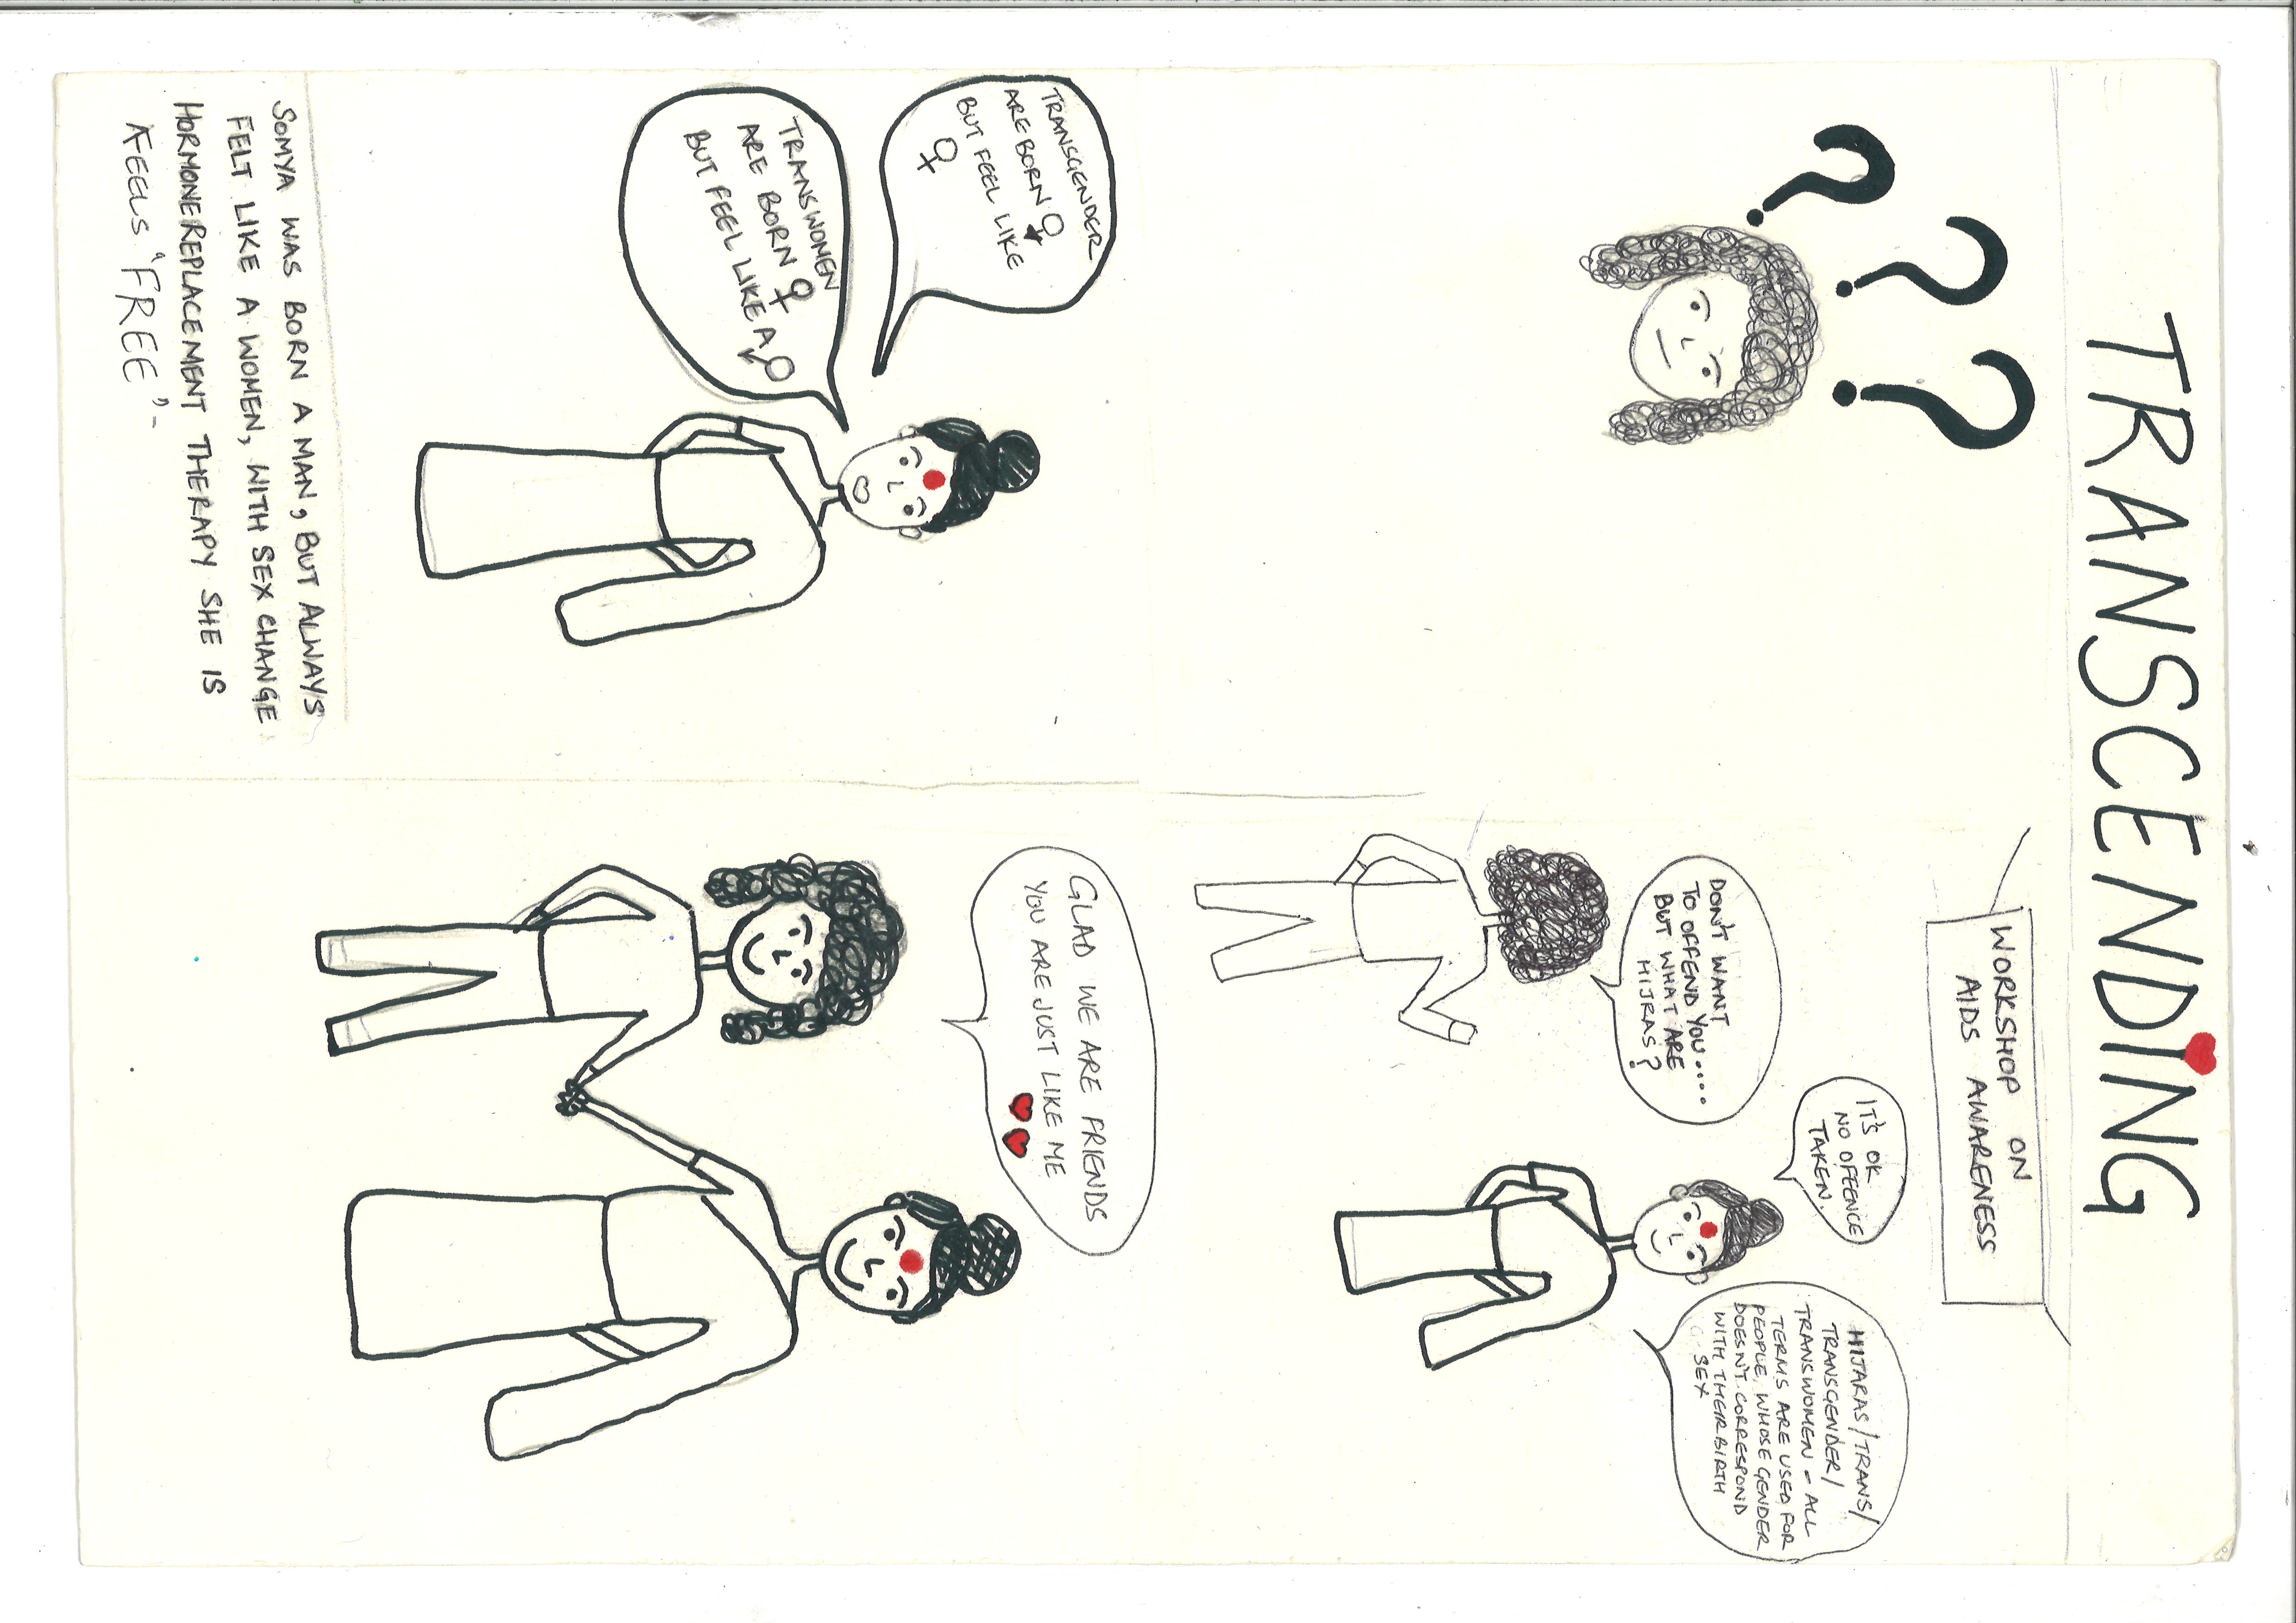 TRANSCENDING
? ? ?
WORKSHOP ON
AIDS AWARENESS
DON'T WANT
TO OFFEND YOU....
BUT WHAT ARE
HIJRAS?
IT'S OK
NO OFFENCE
TAKEN.
HIJARAS/TRANS/
TRANSGENDER/
TRANSWOMEN - ALL
TERMS ARE USED FOR
PEOPLE, WHOSE GENDER
DOESN'T CORRESPOND
WITH THEIR BIRTH
SEX
TRANSGENDER
ARE BORN ♂
BUT FEEL LIKE
♀
TRANSWOMEN
ARE BORN ♀
BUT FEEL LIKE A ♂
SOMYA WAS BORN A MAN, BUT ALWAYS
FELT LIKE A WOMEN, WITH SEX CHANGE
HORMONE REPLACEMENT THERAPY SHE IS
FEELS "FREE"-
GLAD WE ARE FRIENDS
YOU ARE JUST LIKE ME